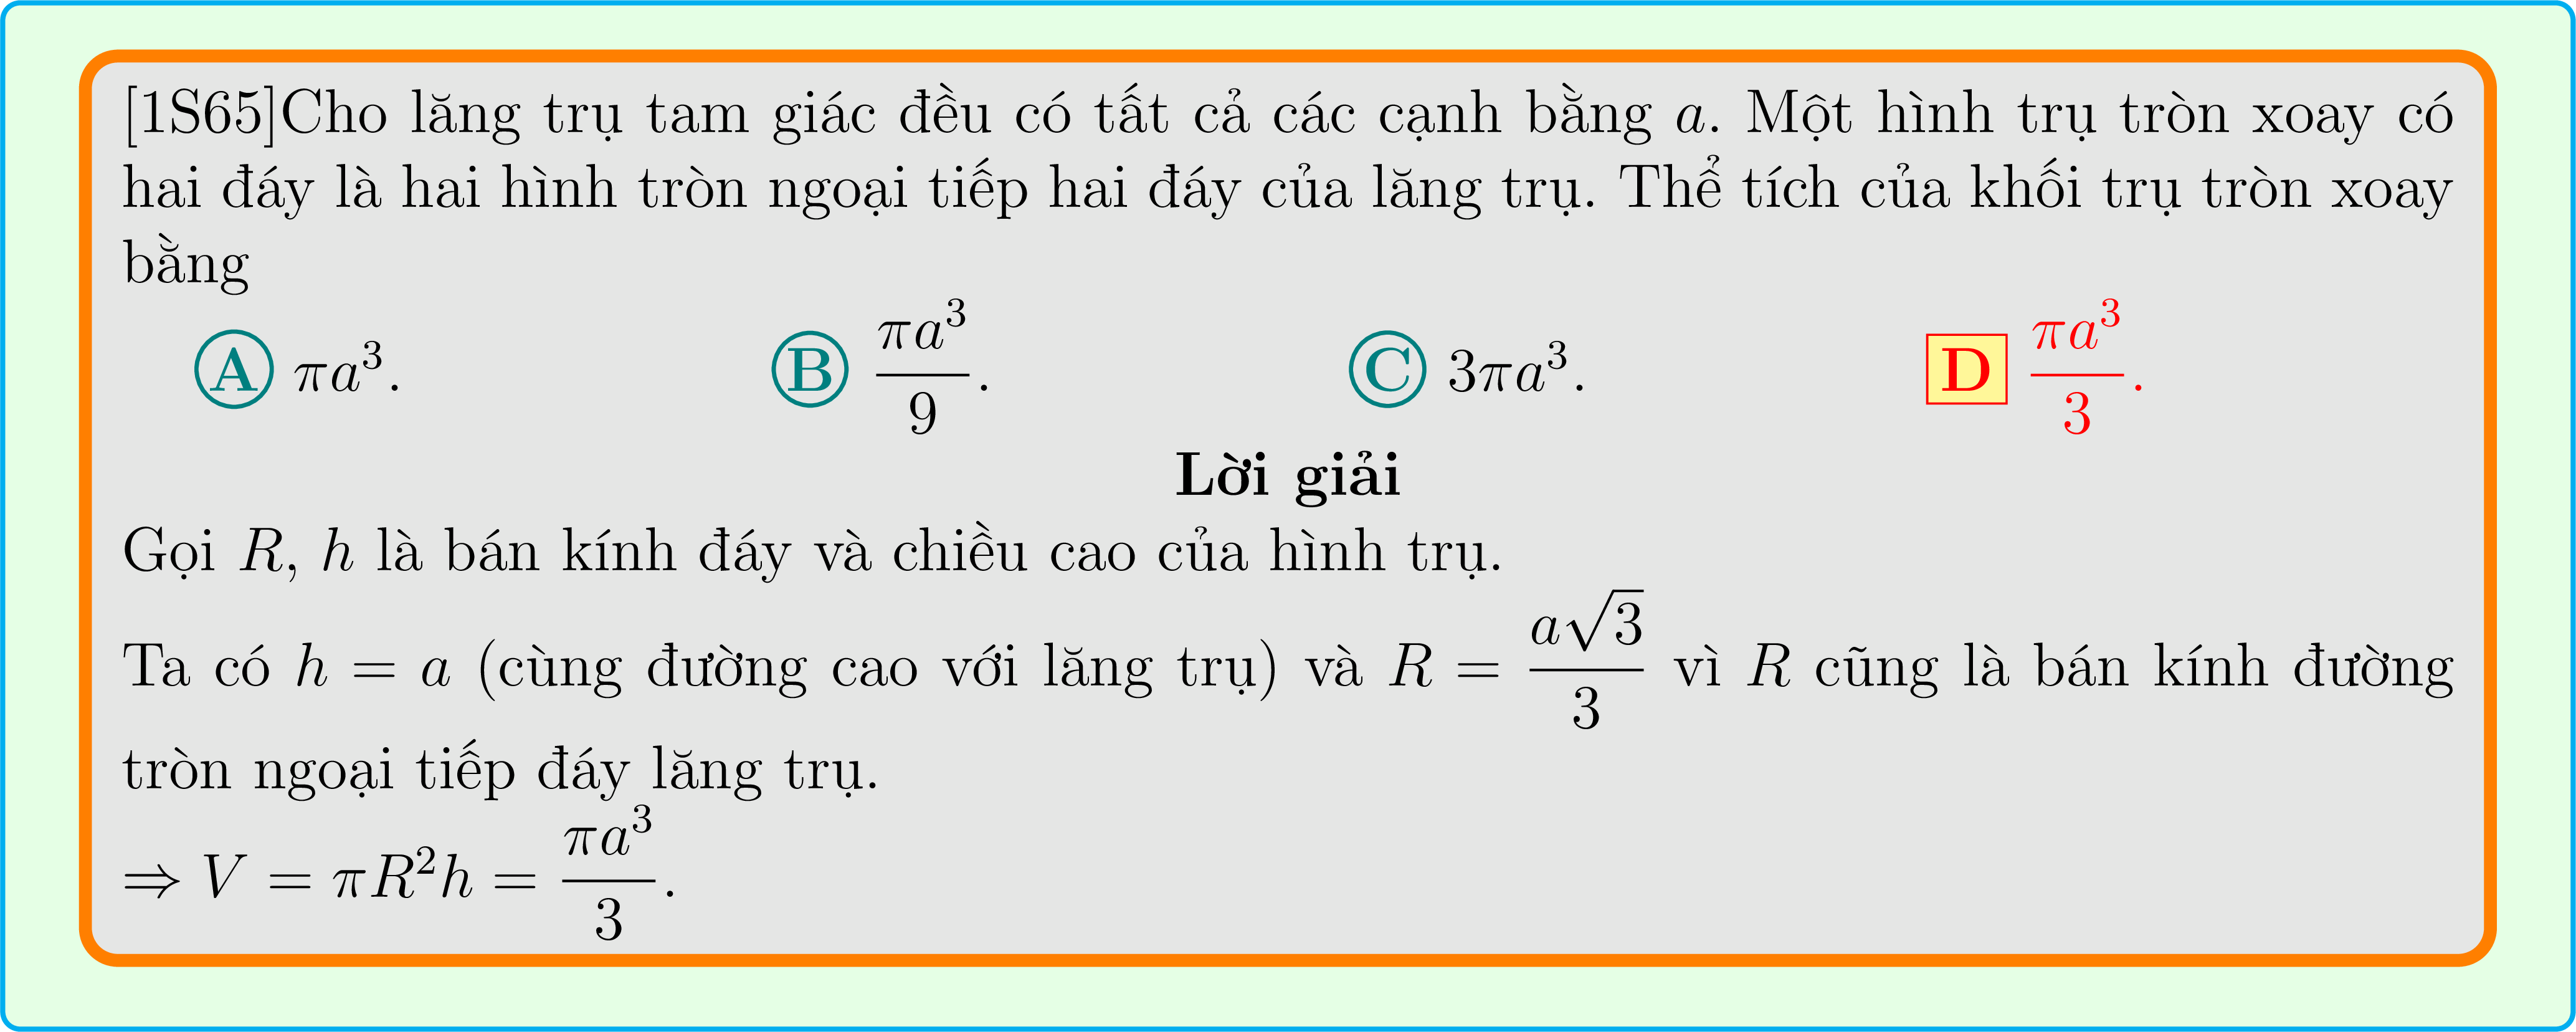 [1S65]Cho lăng trụ tam giác đều có tất cả các cạnh bằng a. Một hình trụ tròn xoay có
hai đáy là hai hình tròn ngoại tiếp hai đáy của lăng trụ. Thể tích của khối trụ tròn xoay
bằng
A $\pi a^3$. B $\dfrac{\pi a^3}{9}$. C $3\pi a^3$. D $\dfrac{\pi a^3}{3}$.
Lời giải
Gọi R, h là bán kính đáy và chiều cao của hình trụ.
Ta có h = a (cùng đường cao với lăng trụ) và $R = \dfrac{a\sqrt{3}}{3}$ vì R cũng là bán kính đường
tròn ngoại tiếp đáy lăng trụ.
$\Rightarrow V = \pi R^2 h = \dfrac{\pi a^3}{3}$.